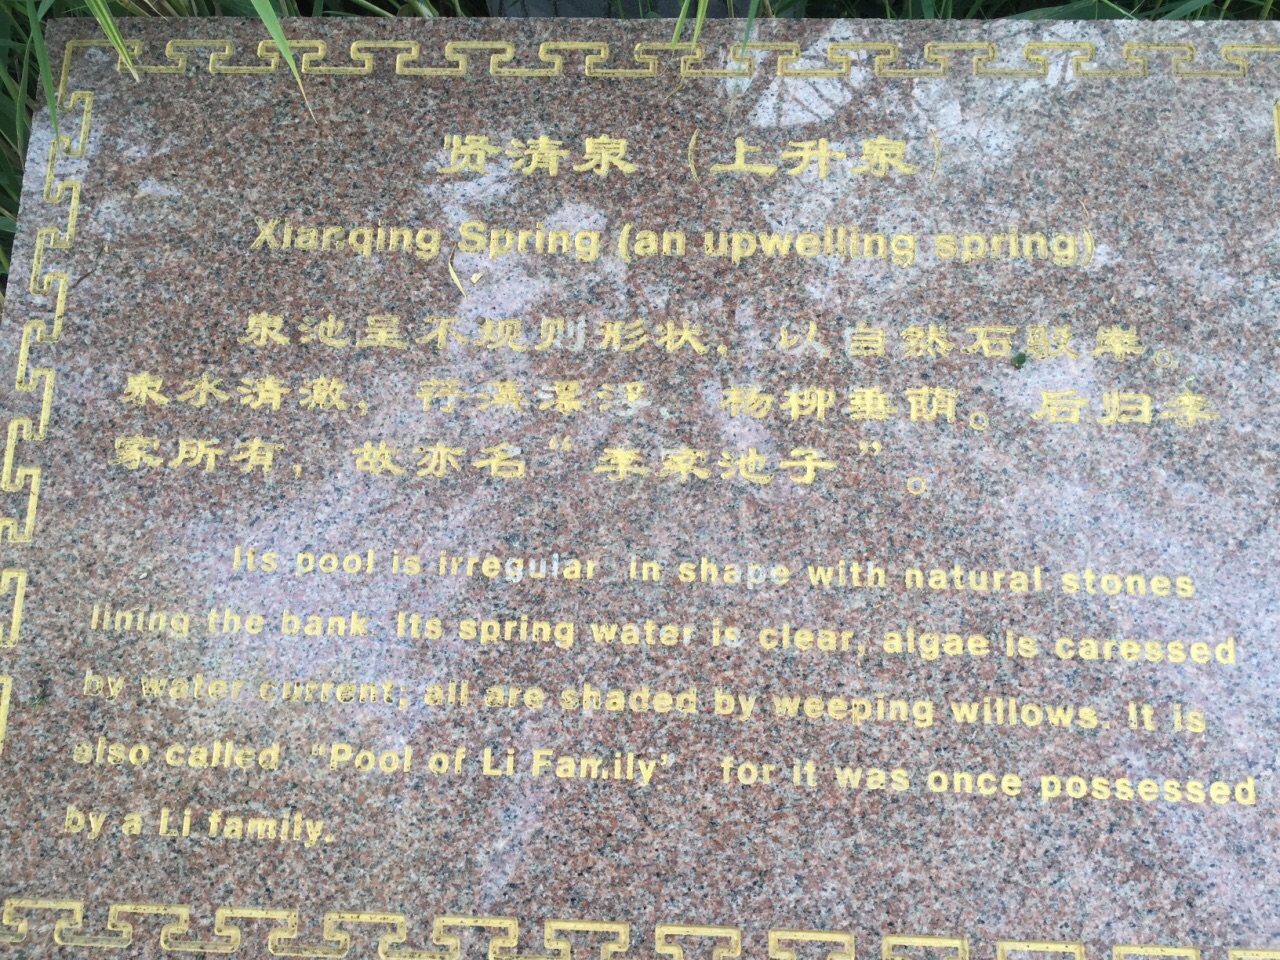 贤清泉（上升泉）
Xianqing Spring (an upwelling spring)
泉池呈不规则形状，以自然石驳岸。
泉水清澈，荇藻漂浮 杨柳垂荫。后归李
家所有，故亦名“李家池子”。
Its pool is irregular in shape with natural stones
lining the bank. Its spring water is clear, algae is caressed
by water current; all are shaded by weeping willows. It is
also called "Pool of Li Family" for it was once possessed
by a Li family.